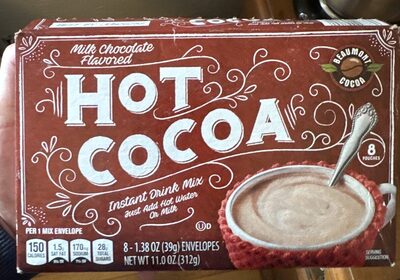 Milk Chocolate
Flavored
HOT
COCOA
BEAUMONT
COCOA
8
POUCHES
Instant Drink Mix
Just Add Hot Water
Or Milk
PER 1 MIX ENVELOPE
150
CALORIES
1.5g
SAT FAT
170mg
SODIUM
28g
TOTAL
SUGARS
8 - 1.38 OZ (39g) ENVELOPES
NET WT 11.0 OZ (312g)
SERVING
SUGGESTION